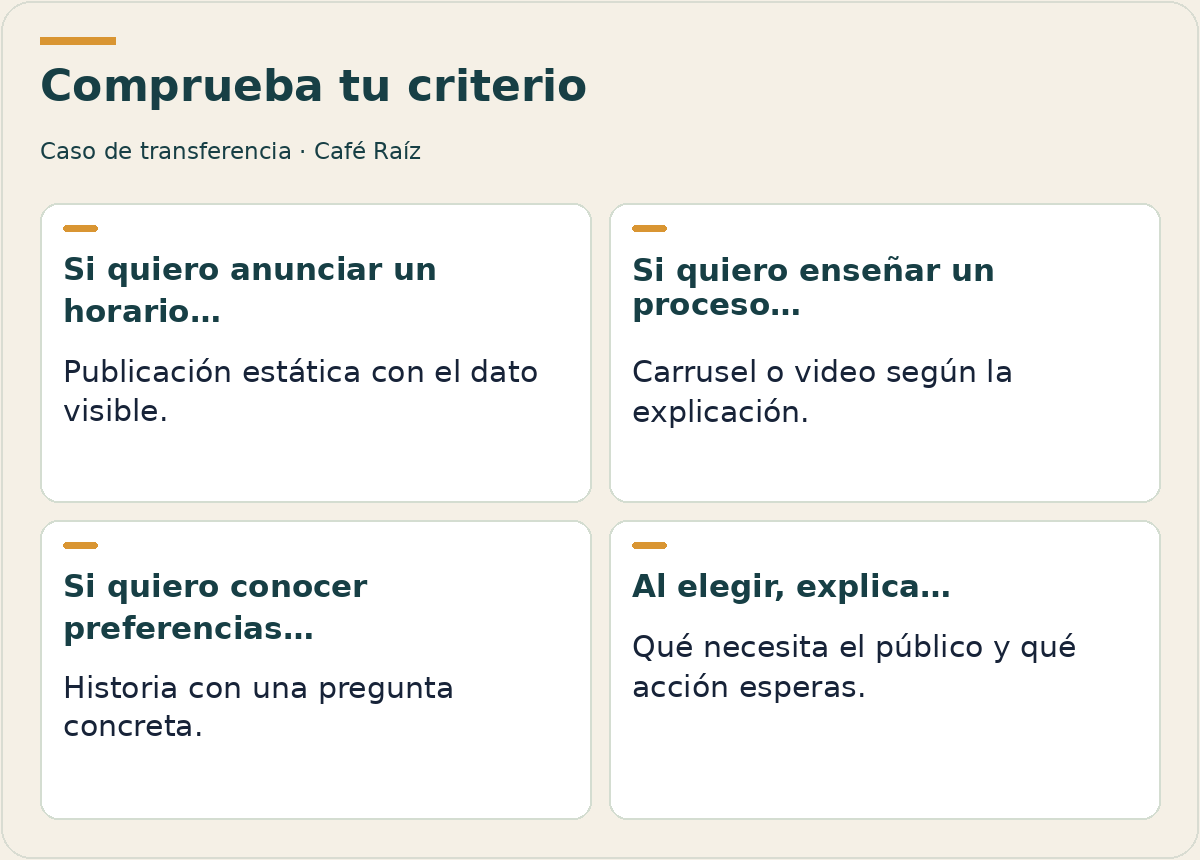 Comprueba tu criterio
Caso de transferencia · Café Raíz
Si quiero anunciar un
horario…
Publicación estática con el dato
visible.
Si quiero enseñar un
proceso…
Carrusel o video según la
explicación.
Si quiero conocer
preferencias…
Historia con una pregunta
concreta.
Al elegir, explica…
Qué necesita el público y qué
acción esperas.